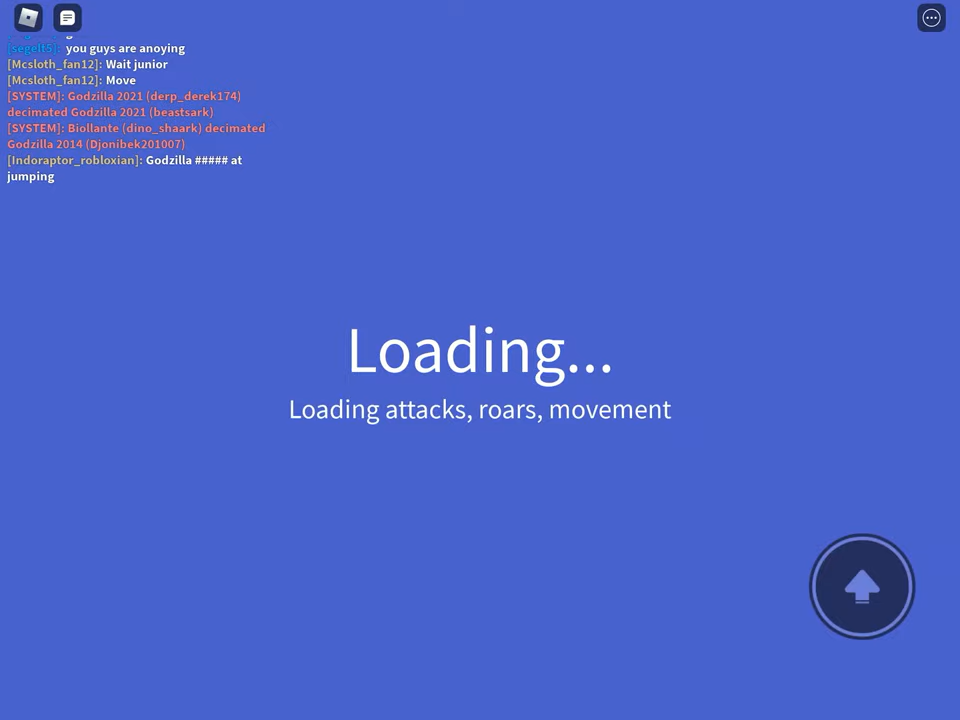 [segelt5]: you guys are anoying
[Mcsloth_fan12]: Wait junior
[Mcsloth_fan12]: Move
[SYSTEM]: Godzilla 2021 (derp_derek174)
decimated Godzilla 2021 (beastsark)
[SYSTEM]: Biollante (dino_shaark) decimated
Godzilla 2014 (Djonibek201007)
[Indoraptor_robloxian]: Godzilla ##### at
jumping
Loading...
Loading attacks, roars, movement